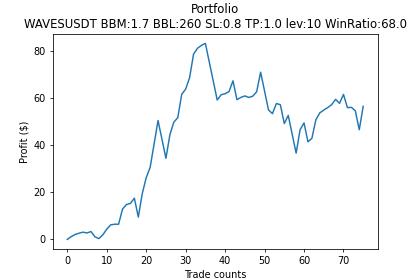 Portfolio
WAVESUSDT BBM:1.7 BBL:260 SL:0.8 TP:1.0 lev:10 WinRatio:68.0
80
60
40
20
0
Profit ($)
0 10 20 30 40 50 60 70
Trade counts